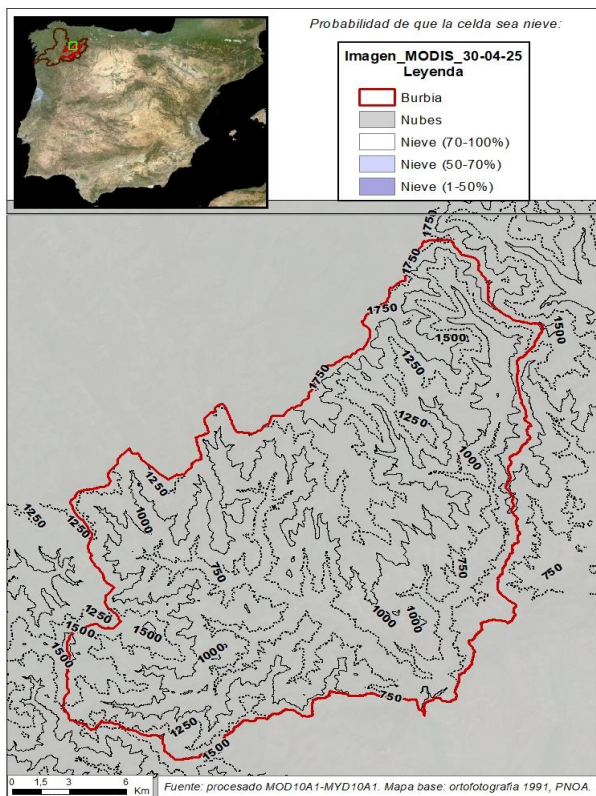 Probabilidad de que la celda sea nieve:
Imagen_MODIS_30-04-25
Leyenda
Burbia
Nubes
Nieve (70-100%)
Nieve (50-70%)
Nieve (1-50%)
1750
1750
1750
1500
1500
1250
1750
1250
1000
1250
1250
1250
1000
750
750
750
1000
1000
1250
1500
1500
1500
1000
750
1250
1500
0 1,5 3 6
Km
Fuente: procesado MOD10A1-MYD10A1. Mapa base: ortofotografia 1991, PNOA.